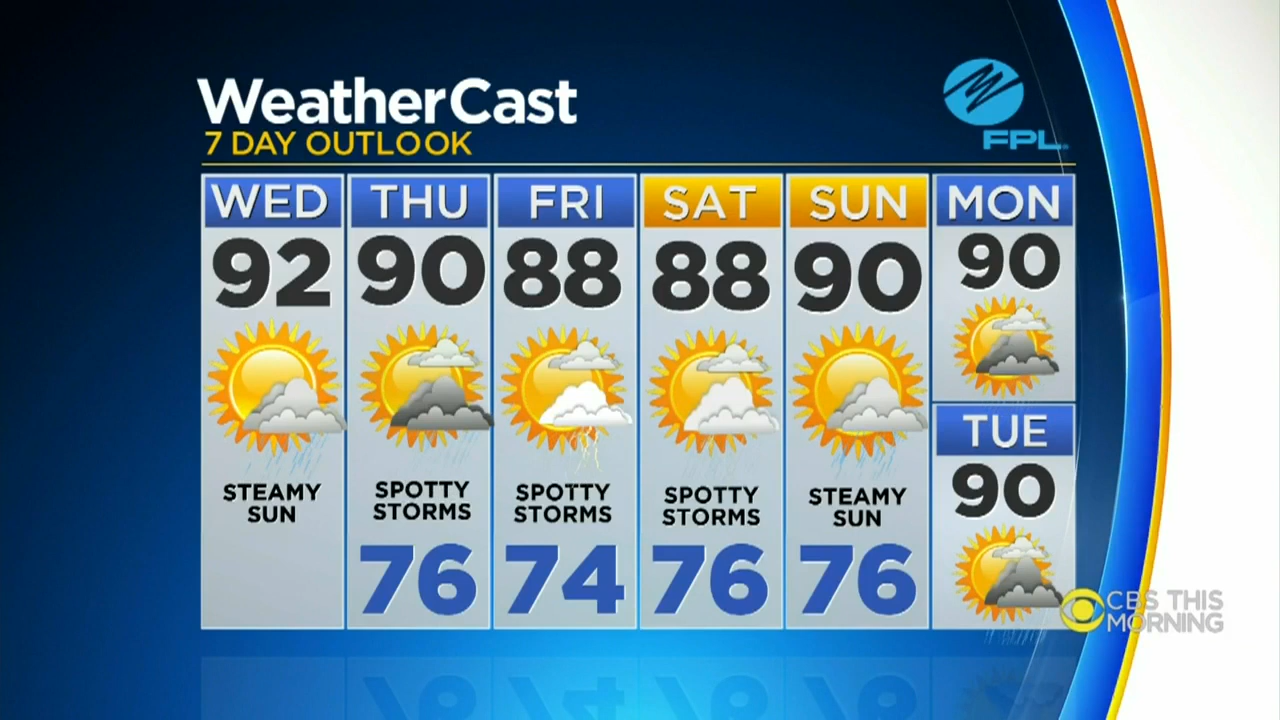 WeatherCast
7 DAY OUTLOOK
FPL
WED
92
STEAMY
SUN
THU
90
SPOTTY
STORMS
76
FRI
88
SPOTTY
STORMS
74
SAT
88
SPOTTY
STORMS
76
SUN
90
STEAMY
SUN
76
MON
90
TUE
90
CBS THIS
MORNING